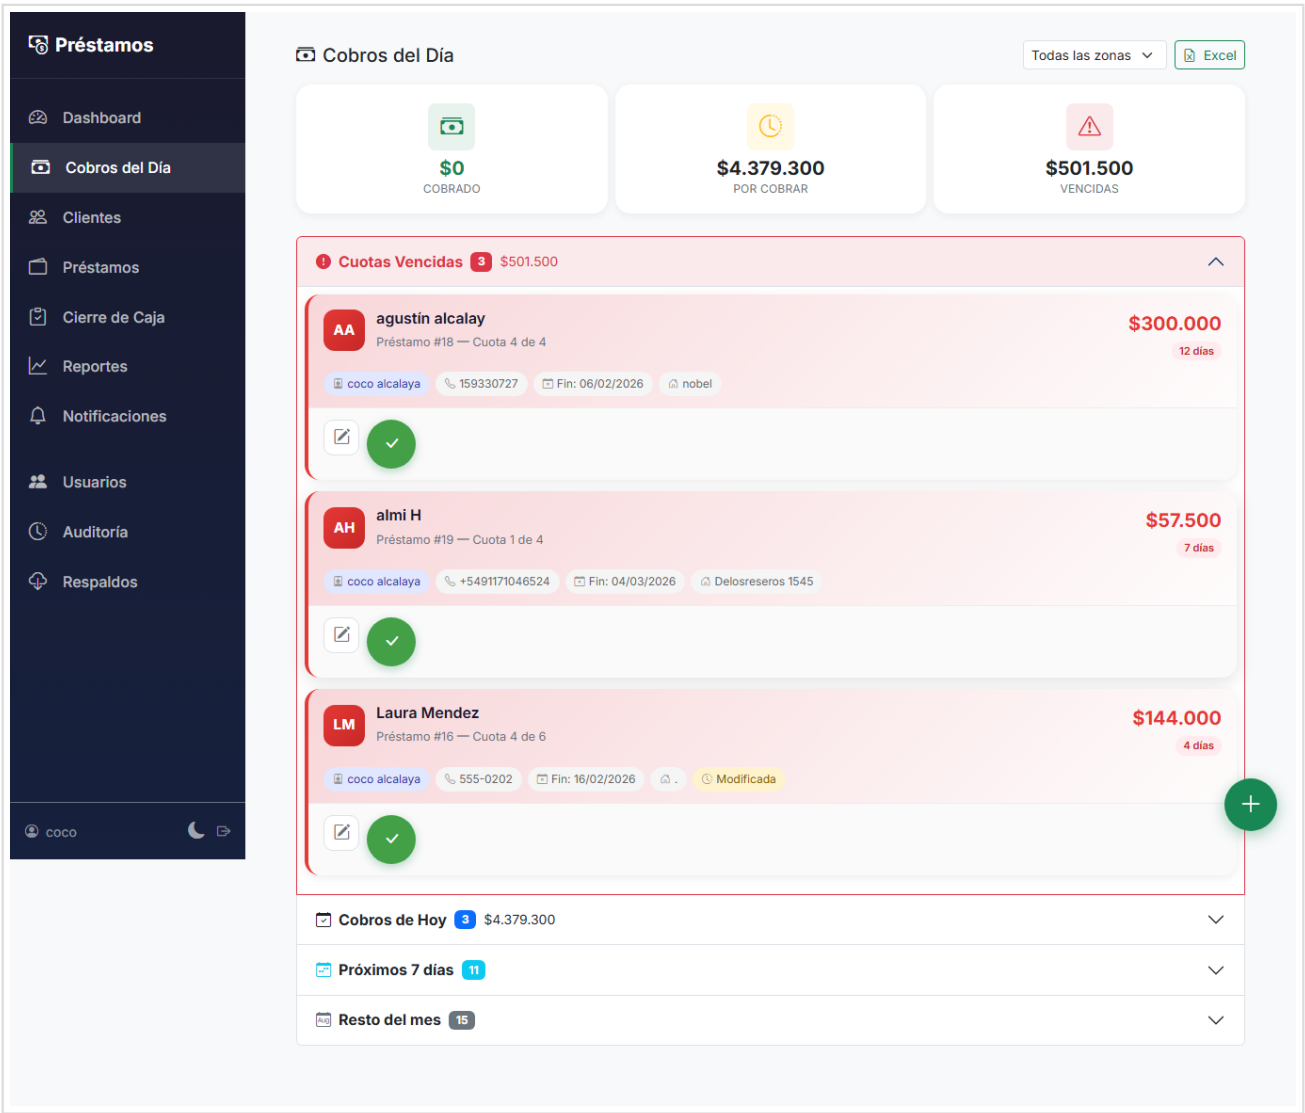 Préstamos
Dashboard
Cobros del Día
Clientes
Préstamos
Cierre de Caja
Reportes
Notificaciones
Usuarios
Auditoría
Respaldos
coco
Cobros del Día
Todas las zonas
Excel
$0
COBRADO
$4.379.300
POR COBRAR
$501.500
VENCIDAS
Cuotas Vencidas 3 $501.500
AA
agustín alcalay
Préstamo #18 — Cuota 4 de 4
$300.000
12 días
coco alcalaya 159330727 Fin: 06/02/2026 nobel
AH
almi H
Préstamo #19 — Cuota 1 de 4
$57.500
7 días
coco alcalaya +5491171046524 Fin: 04/03/2026 Delosreseros 1545
LM
Laura Mendez
Préstamo #16 — Cuota 4 de 6
$144.000
4 días
coco alcalaya 555-0202 Fin: 16/02/2026 . Modificada
Cobros de Hoy 3 $4.379.300
Próximos 7 días 11
Aug Resto del mes 15